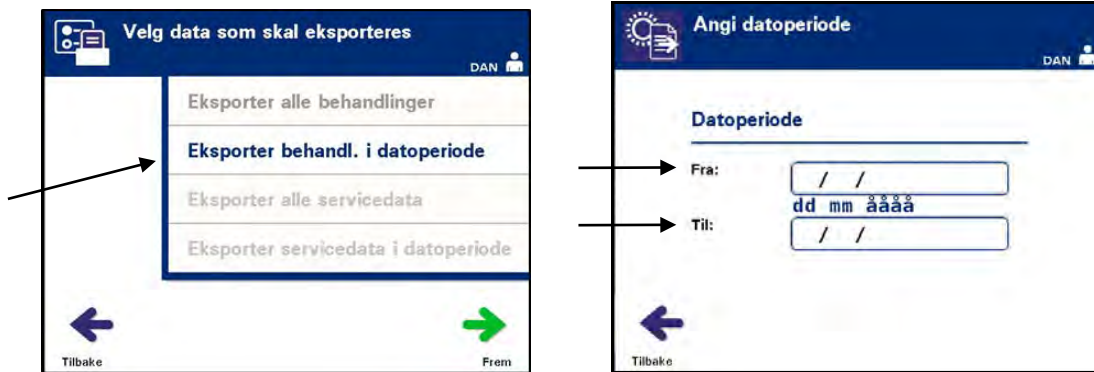 Velg data som skal eksporteres
DAN
Eksporter alle behandlinger
Eksporter behandl. i datoperiode
Eksporter alle servicedata
Eksporter servicedata i datoperiode
Tilbake
Frem
Angi datoperiode
DAN
Datoperiode
Fra:
/ /
dd mm åååå
Til:
/ /
Tilbake